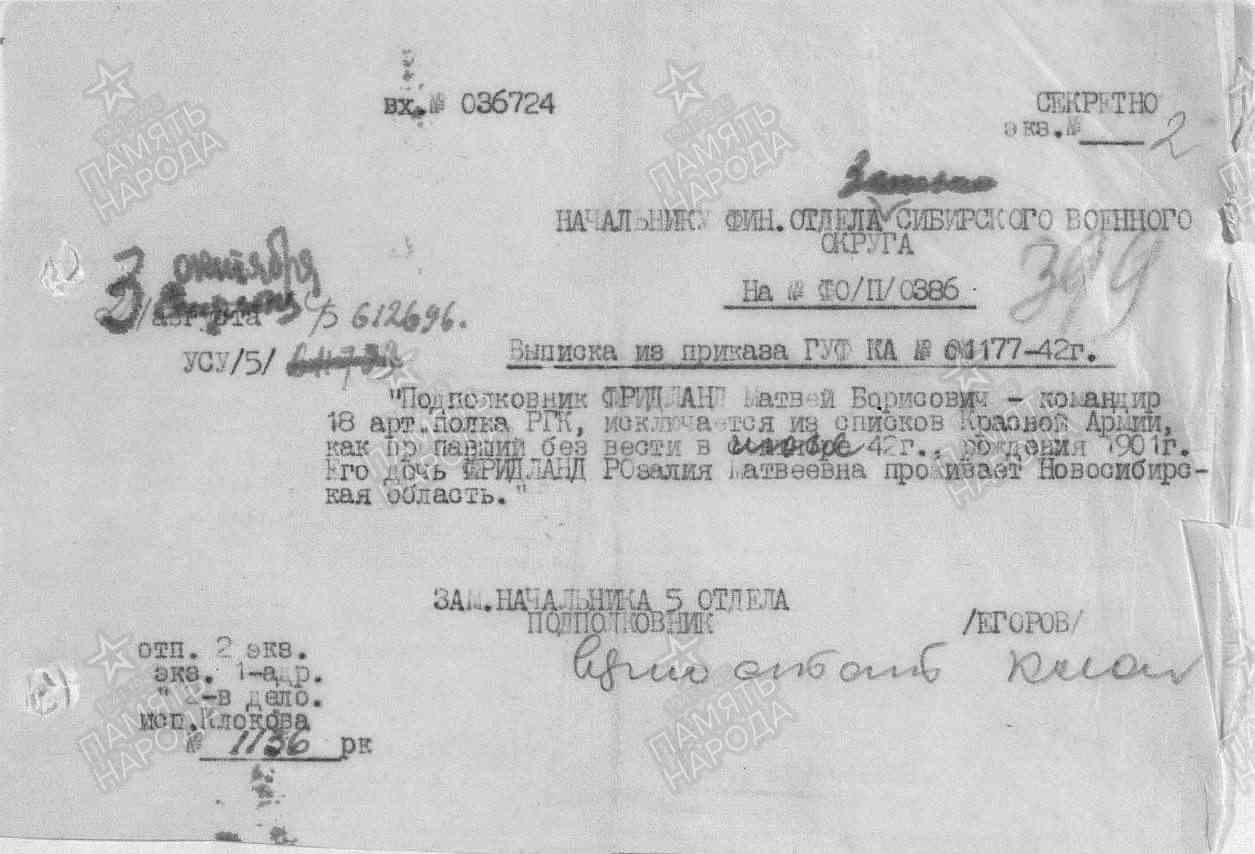 вх.№ 036724
СЕКРЕТНО
экз.№ 2
НАЧАЛЬНИКУ ФИН.ОТДЕЛА СИБИРСКОГО ВОЕННОГО
ОКРУГА
399
На № ФО/П/0386
3 октября
августа
612696.
УСУ/5/
Выписка из приказа ГУФ КА № 01177-42г.
"Подполковник ФРИДЛАНД Матвей Борисович - командир
18 арт.полка РГК, исключается из списков Красной Армии,
как пропавший без вести в 42г., рождения 1901г.
Его дочь ФРИДЛАНД РОзалия Матвеевна проживает Новосибирс-
кая область."
ЗАМ.НАЧАЛЬНИКА 5 ОТДЕЛА
ПОДПОЛКОВНИК /ЕГОРОВ/
отп. 2 экз.
экз. 1-адр.
" 2-в дело.
исп.Клокова
№ 1136 рк
ПАМЯТЬ
НАРОДА